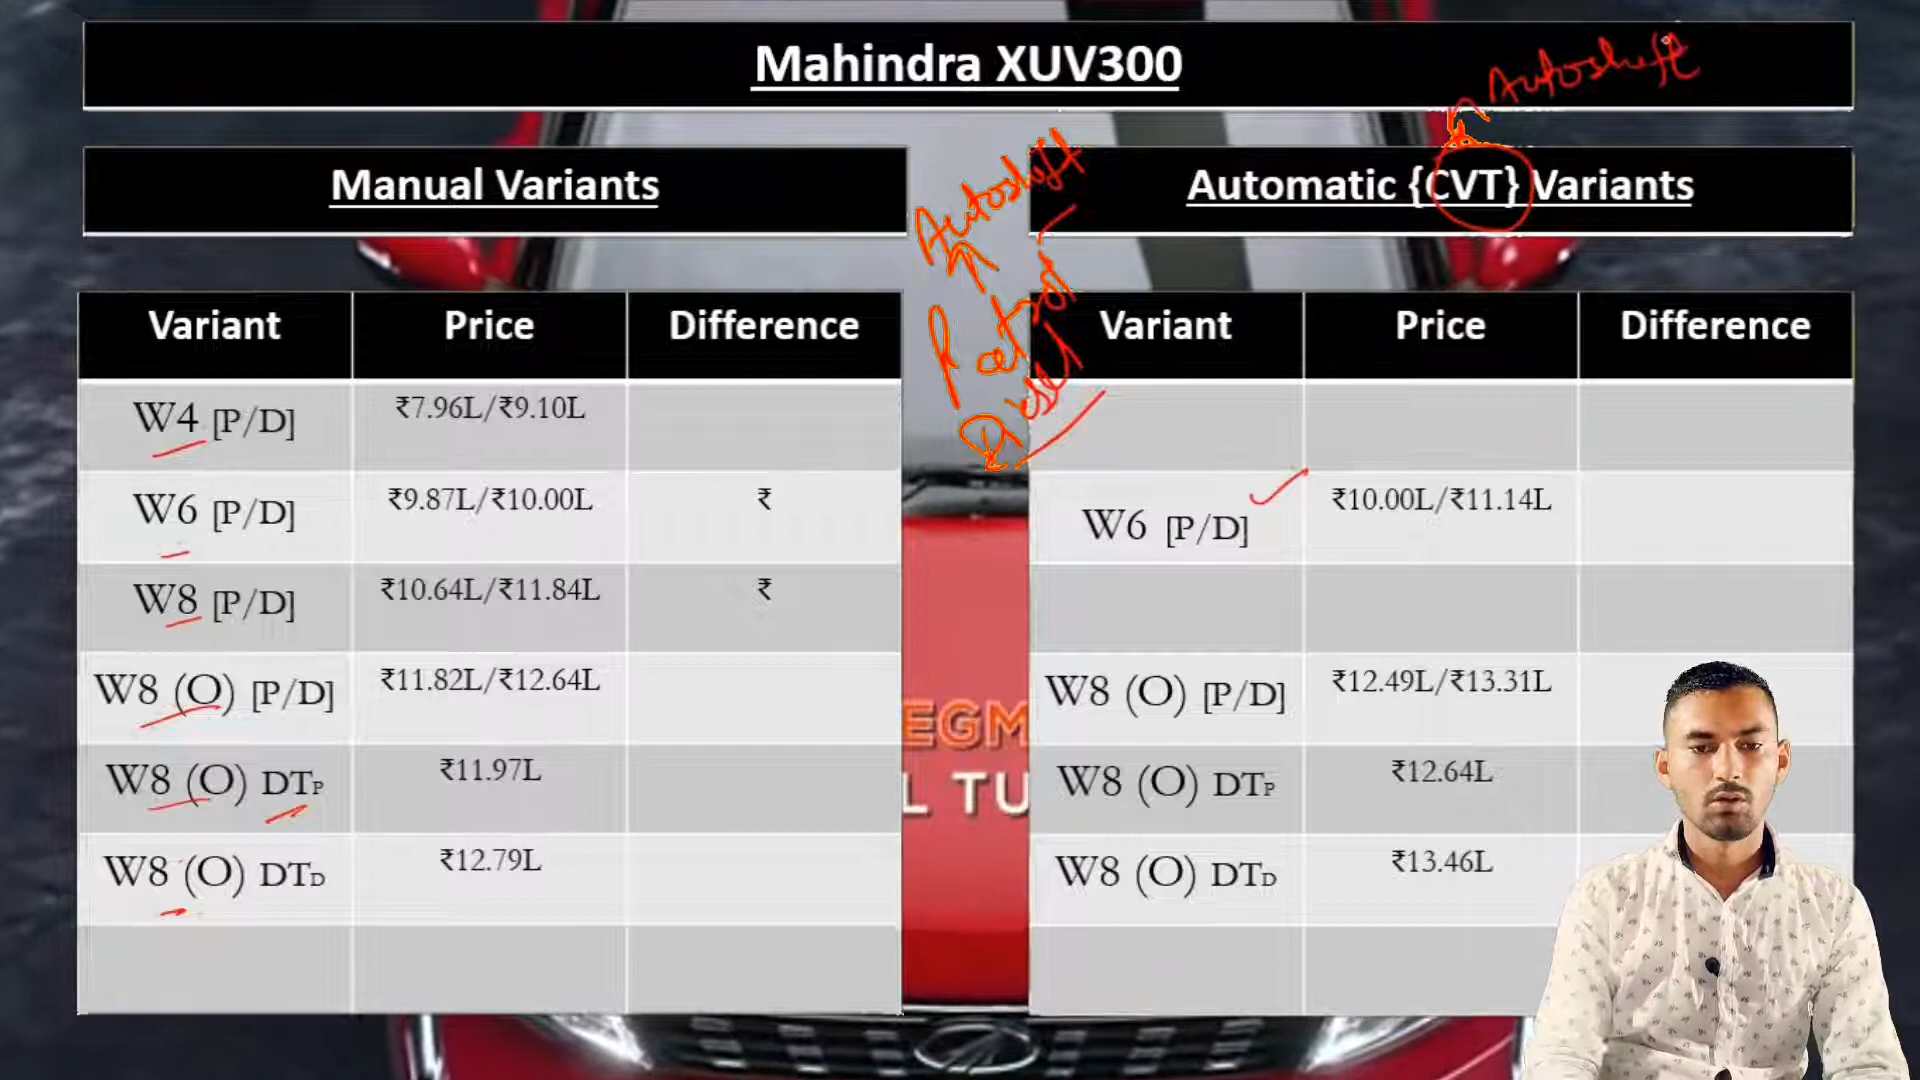 Mahindra XUV300
Autoshift
Manual Variants
Autoshift
Petrol
Diesel
Automatic {CVT} Variants
Variant Price Difference
W4 [P/D] ₹7.96L/₹9.10L
W6 [P/D] ₹9.87L/₹10.00L ₹
W8 [P/D] ₹10.64L/₹11.84L ₹
W8 (O) [P/D] ₹11.82L/₹12.64L
W8 (O) DTP ₹11.97L
W8 (O) DTD ₹12.79L
Variant Price Difference
W6 [P/D] ₹10.00L/₹11.14L
W8 (O) [P/D] ₹12.49L/₹13.31L
W8 (O) DTP ₹12.64L
W8 (O) DTD ₹13.46L
EGM
L TU